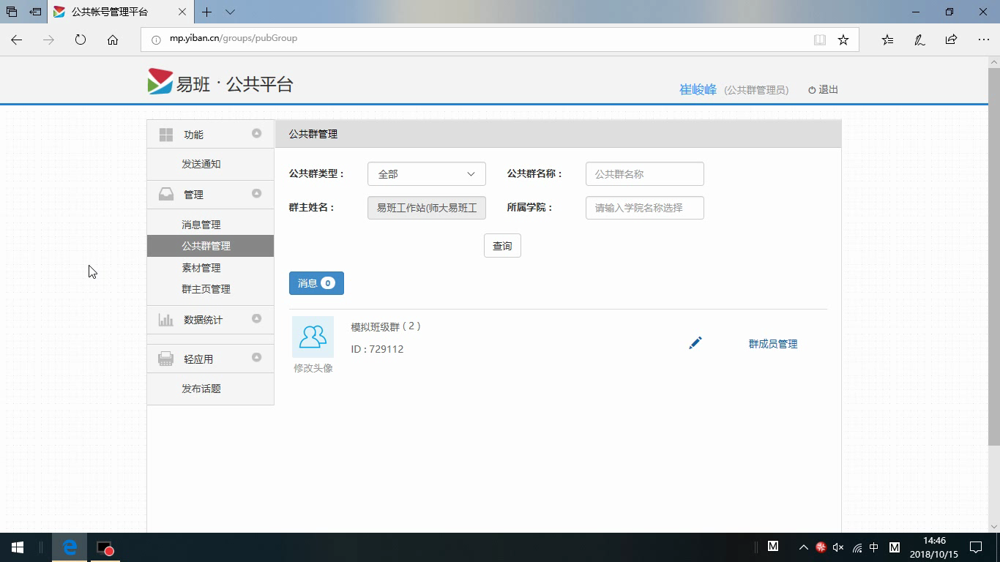 公共帐号管理平台
mp.yiban.cn/groups/pubGroup
易班·公共平台
崔峻峰 (公共群管理员) 退出
功能
发送通知
管理
消息管理
公共群管理
素材管理
群主页管理
数据统计
轻应用
发布话题
公共群管理
公共群类型： 全部 公共群名称： 公共群名称
群主姓名： 易班工作站(师大易班工 所属学院： 请输入学院名称选择
查询
消息 0
模拟班级群（2）
ID : 729112
修改头像
群成员管理
M 中 M
14:46
2018/10/15